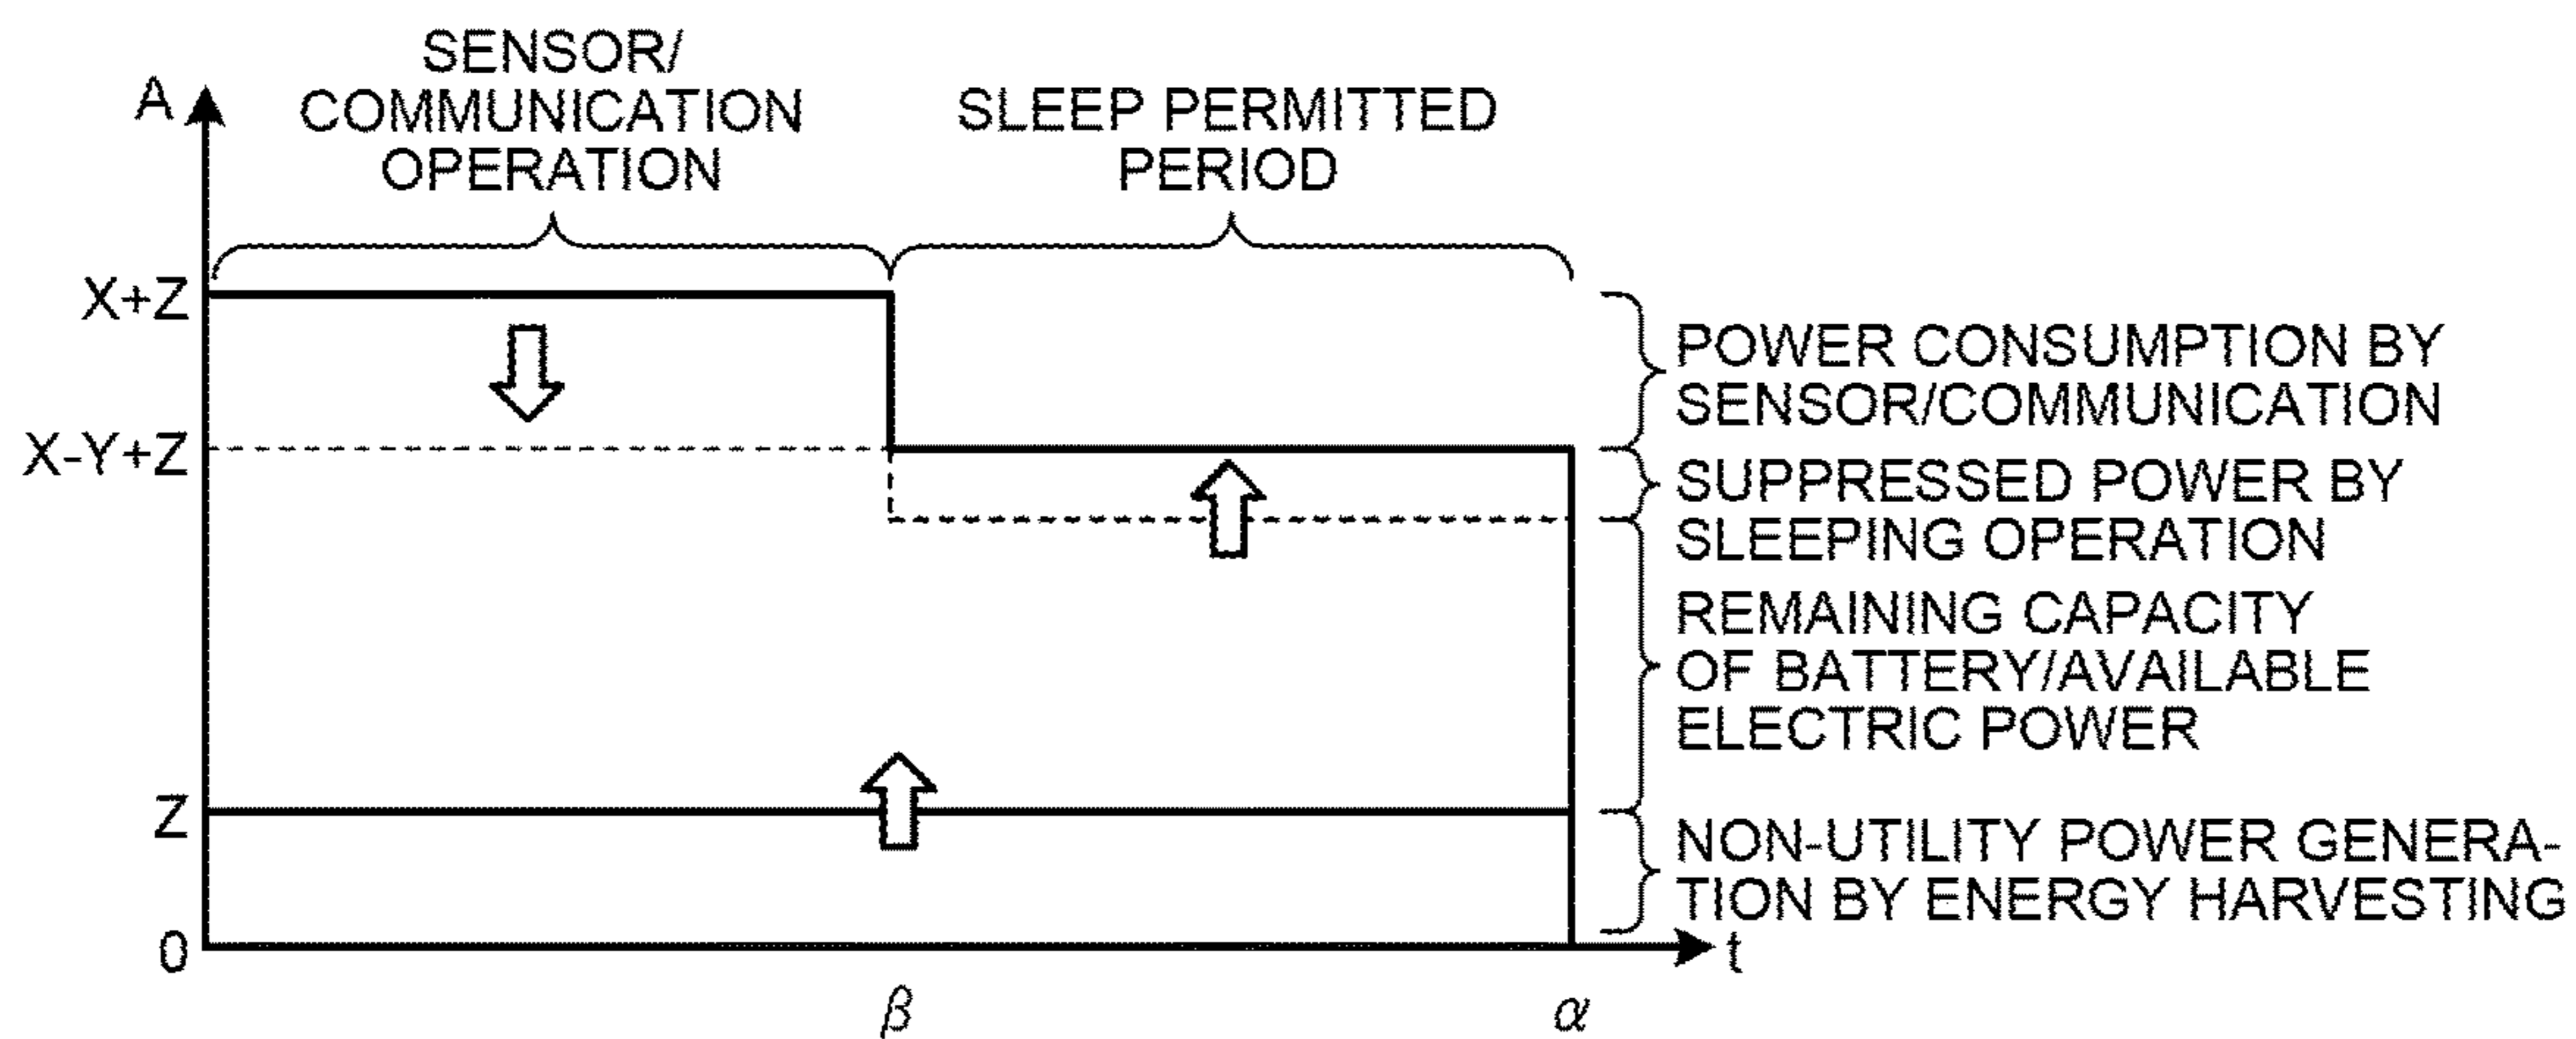 SENSOR/
COMMUNICATION
OPERATION
SLEEP PERMITTED
PERIOD
A
X+Z
X-Y+Z
Z
0
β
α
t
POWER CONSUMPTION BY
SENSOR/COMMUNICATION
SUPPRESSED POWER BY
SLEEPING OPERATION
REMAINING CAPACITY
OF BATTERY/AVAILABLE
ELECTRIC POWER
NON-UTILITY POWER GENERA-
TION BY ENERGY HARVESTING